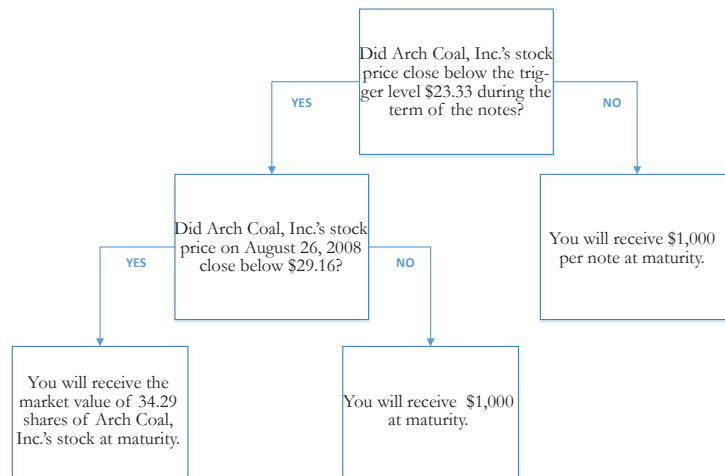 Did Arch Coal, Inc.'s stock
price close below the trig-
ger level $23.33 during the
term of the notes?
YES
NO
Did Arch Coal, Inc.'s stock
price on August 26, 2008
close below $29.16?
You will receive $1,000
per note at maturity.
YES
NO
You will receive the
market value of 34.29
shares of Arch Coal,
Inc.'s stock at maturity.
You will receive $1,000
at maturity.